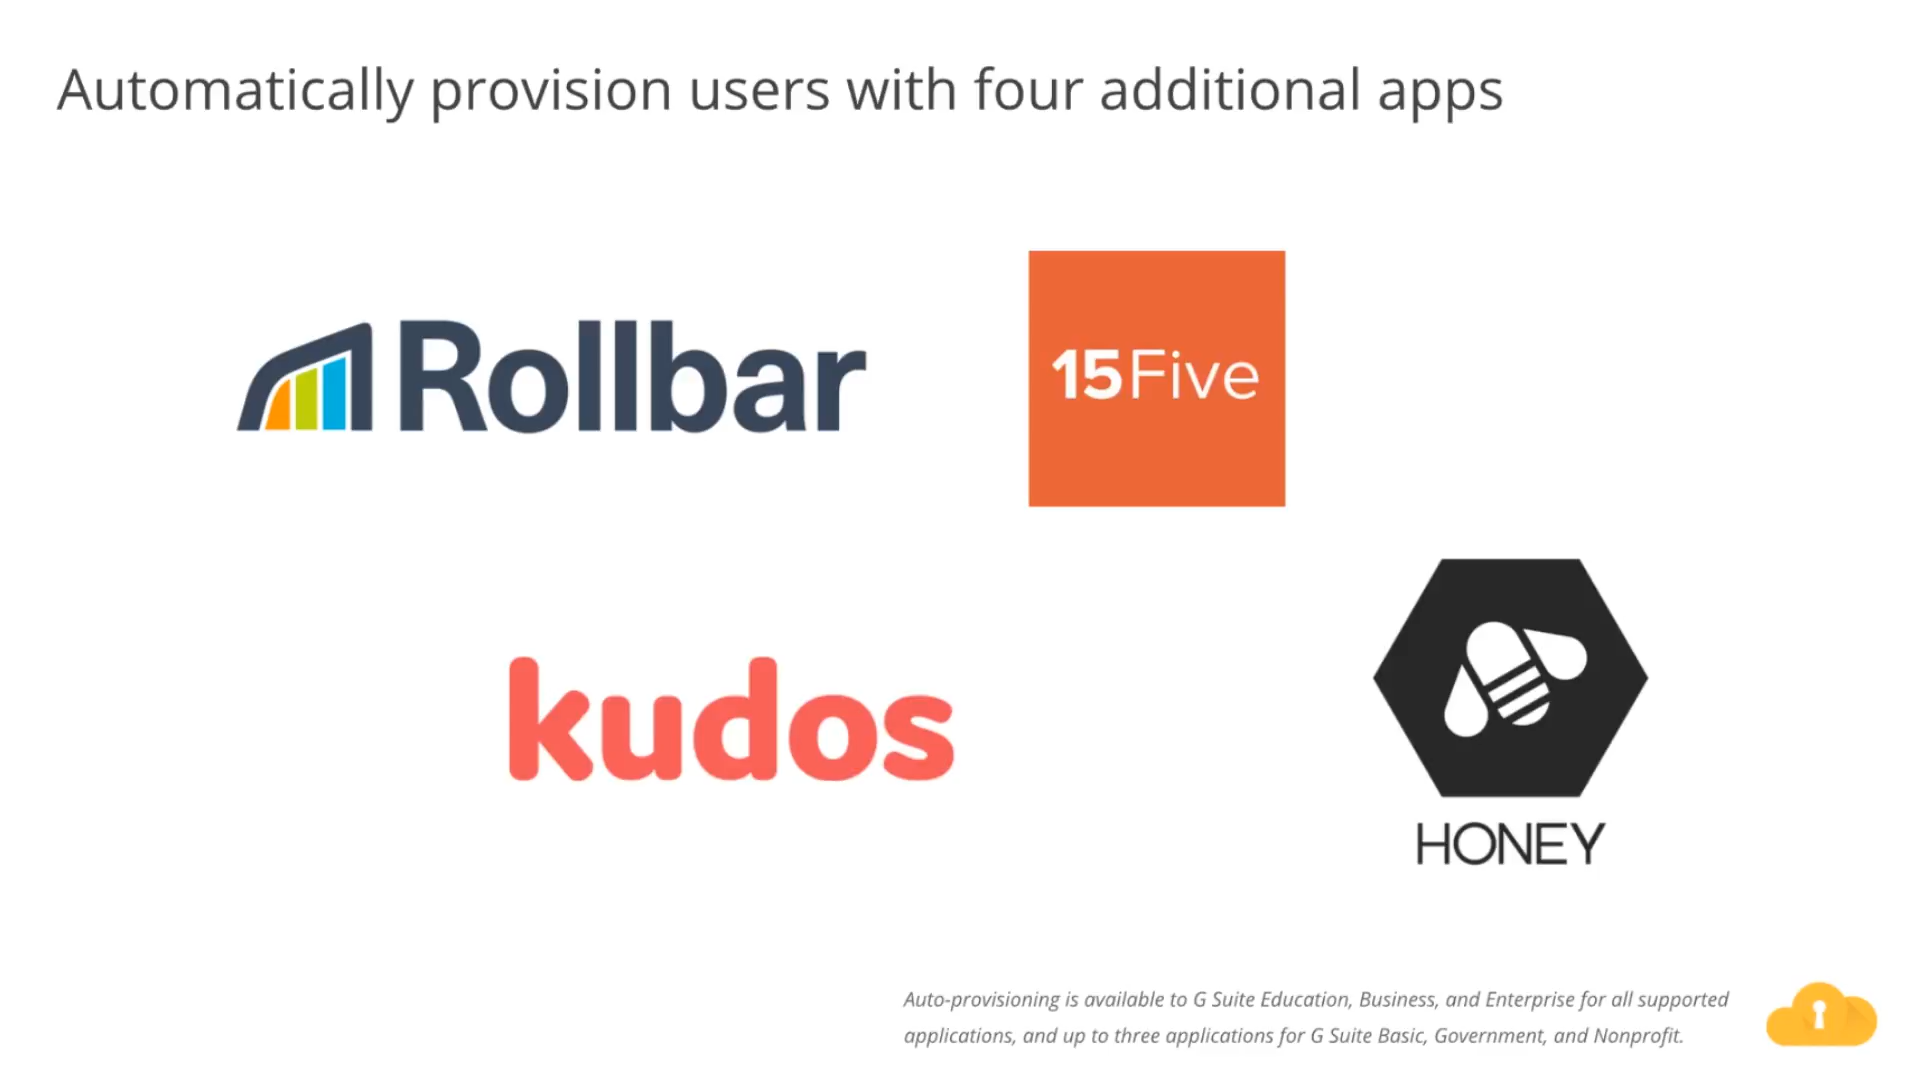 Automatically provision users with four additional apps
Rollbar
15Five
kudos
HONEY
Auto-provisioning is available to G Suite Education, Business, and Enterprise for all supported
applications, and up to three applications for G Suite Basic, Government, and Nonprofit.